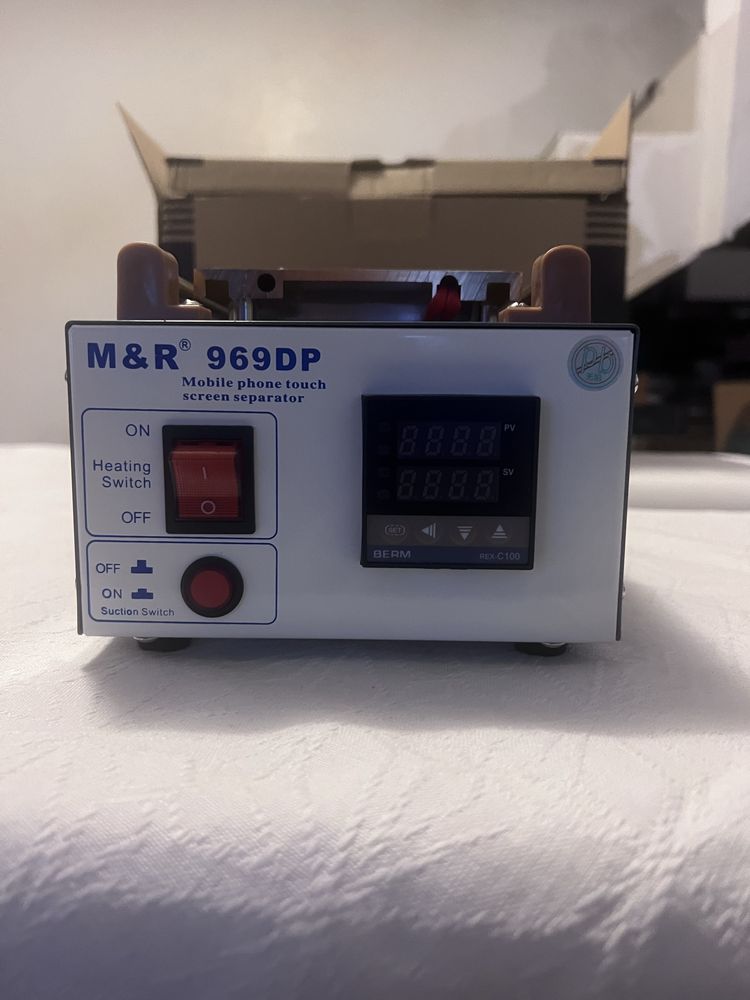 M&R® 969DP
Mobile phone touch
screen separator
ON
Heating
Switch
OFF
OFF
ON
Suction Switch
PV
SV
SET
BERM
REX-C100